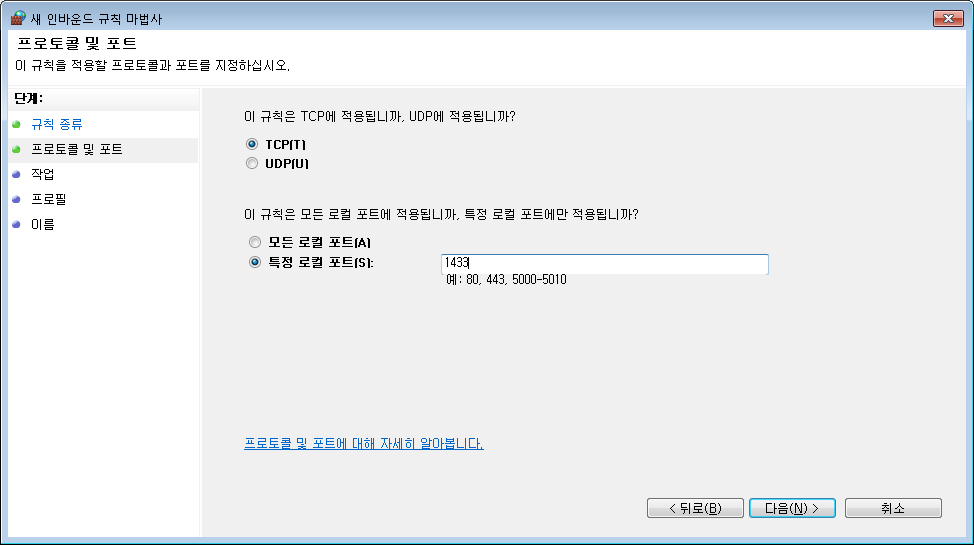 새 인바운드 규칙 마법사
프로토콜 및 포트
이 규칙을 적용할 프로토콜과 포트를 지정하십시오.
단계:
규칙 종류
프로토콜 및 포트
작업
프로필
이름
이 규칙은 TCP에 적용됩니까, UDP에 적용됩니까?
TCP(T)
UDP(U)
이 규칙은 모든 로컬 포트에 적용됩니까, 특정 로컬 포트에만 적용됩니까?
모든 로컬 포트(A)
특정 로컬 포트(S):
1433
예: 80, 443, 5000-5010
프로토콜 및 포트에 대해 자세히 알아봅니다.
< 뒤로(B)
다음(N) >
취소